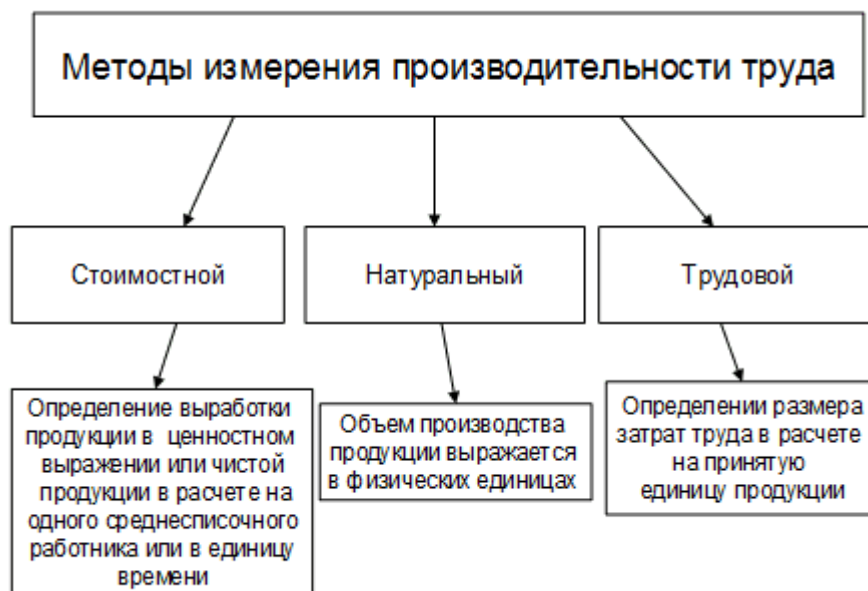 Методы измерения производительности труда
Стоимостной
Натуральный
Трудовой
Определение выработки
продукции в ценностном
выражении или чистой
продукции в расчете на
одного среднесписочного
работника или в единицу
времени
Объем производства
продукции выражается
в физических единицах
Определении размера
затрат труда в расчете
на принятую
единицу продукции